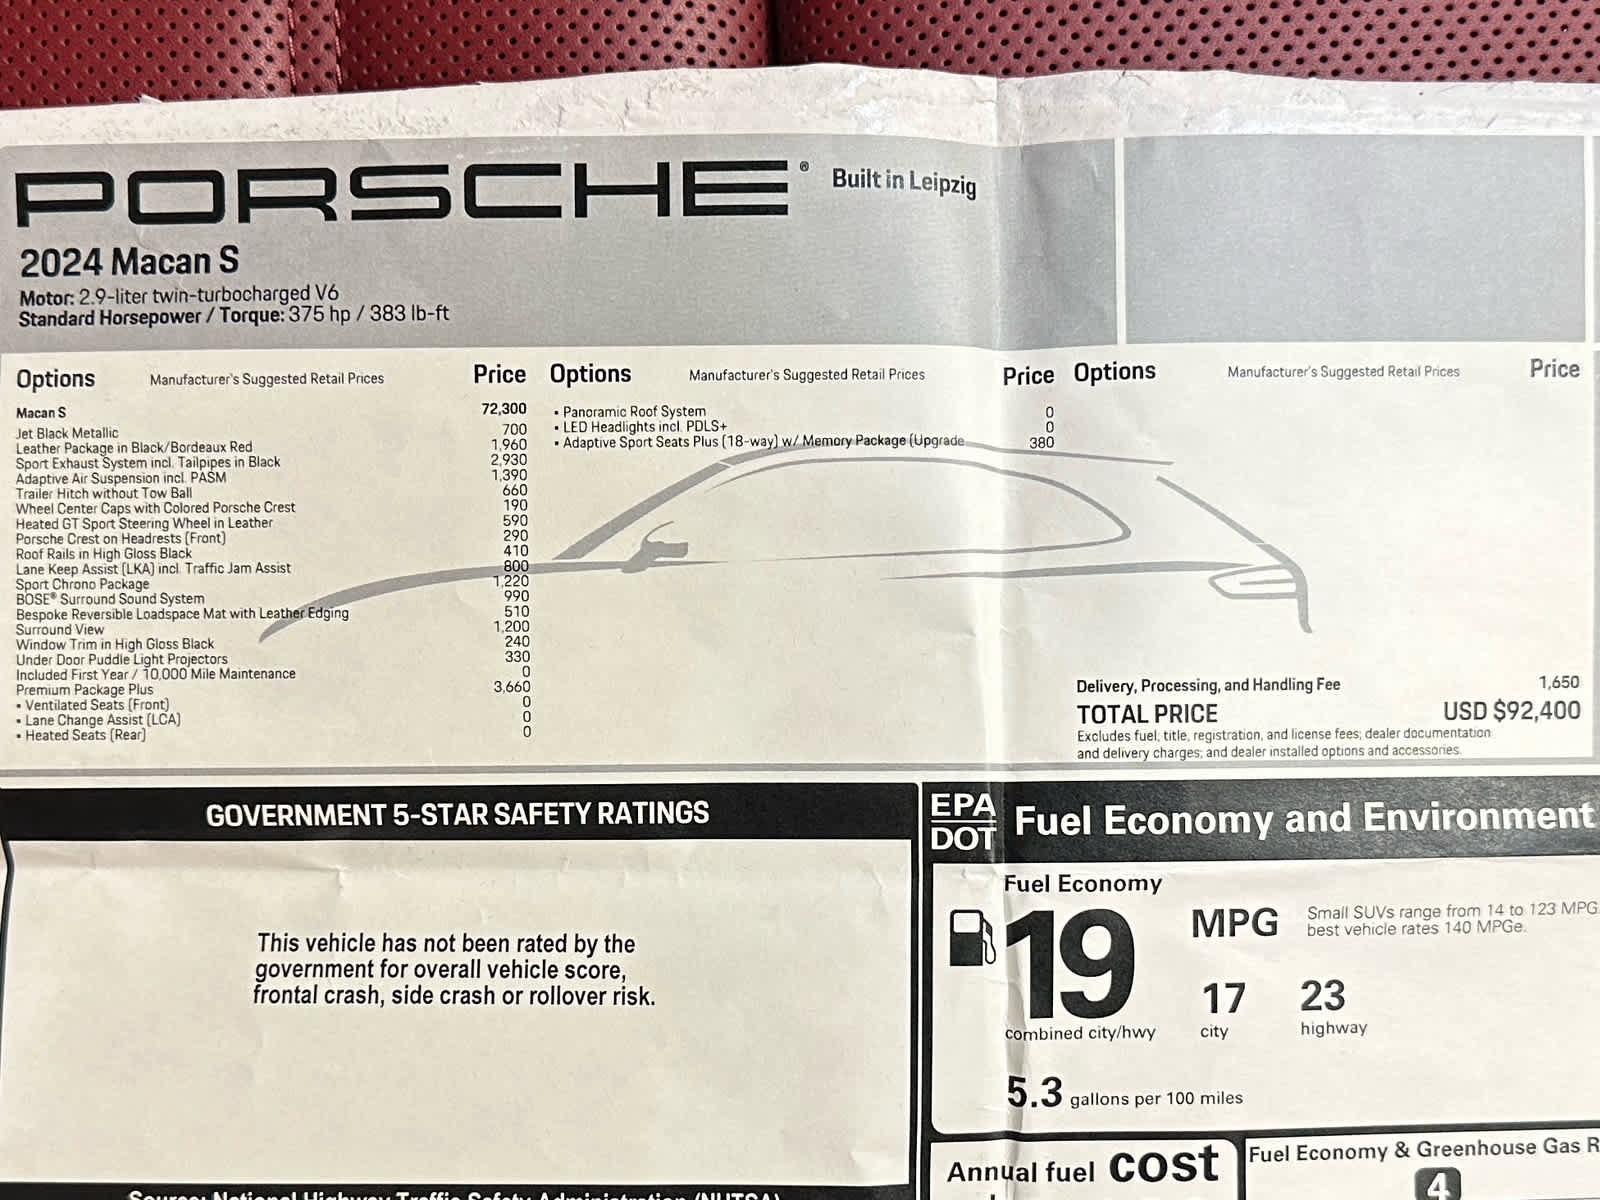 PORSCHE® Built in Leipzig
2024 Macan S
Motor: 2.9-liter twin-turbocharged V6
Standard Horsepower / Torque: 375 hp / 383 lb-ft
Options Manufacturer's Suggested Retail Prices Price
Macan S 72,300
Jet Black Metallic 700
Leather Package in Black/Bordeaux Red 1,960
Sport Exhaust System incl. Tailpipes in Black 2,930
Adaptive Air Suspension incl. PASM 1,390
Trailer Hitch without Tow Ball 660
Wheel Center Caps with Colored Porsche Crest 190
Heated GT Sport Steering Wheel in Leather 590
Porsche Crest on Headrests (Front) 290
Roof Rails in High Gloss Black 410
Lane Keep Assist (LKA) incl. Traffic Jam Assist 800
Sport Chrono Package 1,220
BOSE® Surround Sound System 990
Bespoke Reversible Loadspace Mat with Leather Edging 510
Surround View 1,200
Window Trim in High Gloss Black 240
Under Door Puddle Light Projectors 330
Included First Year / 10,000 Mile Maintenance 0
Premium Package Plus 3,660
• Ventilated Seats (Front) 0
• Lane Change Assist (LCA) 0
• Heated Seats (Rear) 0
Options Manufacturer's Suggested Retail Prices Price
• Panoramic Roof System 0
• LED Headlights incl. PDLS+ 0
• Adaptive Sport Seats Plus (18-way) w/ Memory Package (Upgrade 380
Options Manufacturer's Suggested Retail Prices Price
Delivery, Processing, and Handling Fee 1,650
TOTAL PRICE USD $92,400
Excludes fuel; title, registration, and license fees; dealer documentation
and delivery charges; and dealer installed options and accessories.
GOVERNMENT 5-STAR SAFETY RATINGS
This vehicle has not been rated by the
government for overall vehicle score,
frontal crash, side crash or rollover risk.
Source: National Highway Traffic Safety Administration (NHTSA)
EPA
DOT
Fuel Economy and Environment
Fuel Economy
19 MPG
Small SUVs range from 14 to 123 MPG
best vehicle rates 140 MPGe.
17 23
combined city/hwy city highway
5.3 gallons per 100 miles
Annual fuel cost
Fuel Economy & Greenhouse Gas R
4